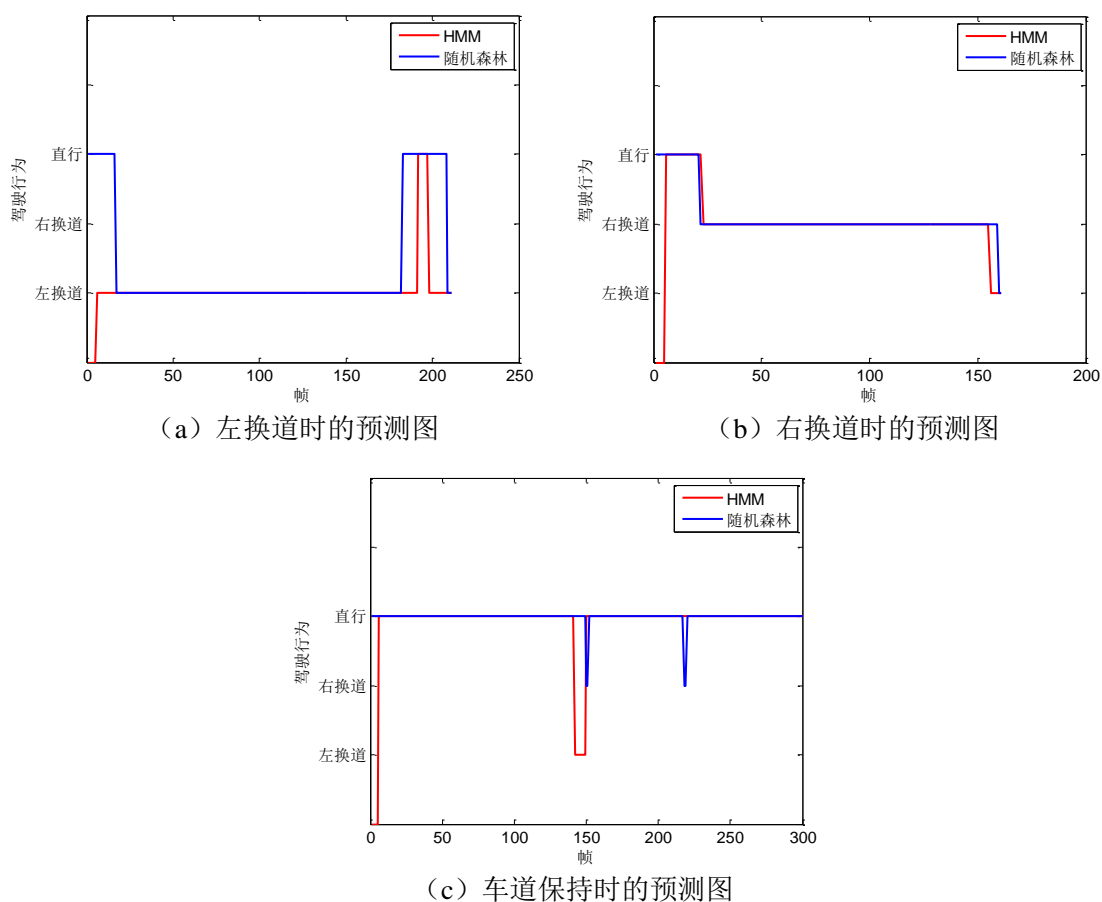 HMM
随机森林
直行
右换道
左换道
驾驶行为
0 50 100 150 200 250
帧
（a）左换道时的预测图
HMM
随机森林
直行
右换道
左换道
驾驶行为
0 50 100 150 200
帧
（b）右换道时的预测图
HMM
随机森林
直行
右换道
左换道
驾驶行为
0 50 100 150 200 250 300
帧
（c）车道保持时的预测图